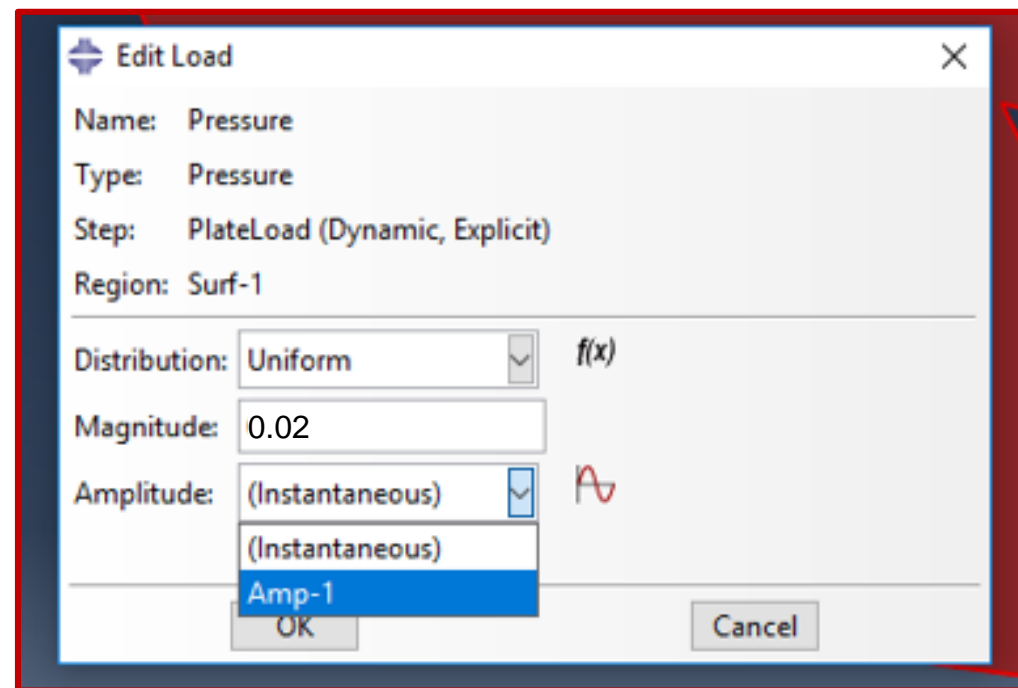 Edit Load
Name: Pressure
Type: Pressure
Step: PlateLoad (Dynamic, Explicit)
Region: Surf-1
Distribution: Uniform f(x)
Magnitude: 0.02
Amplitude: (Instantaneous)
(Instantaneous)
Amp-1
OK Cancel